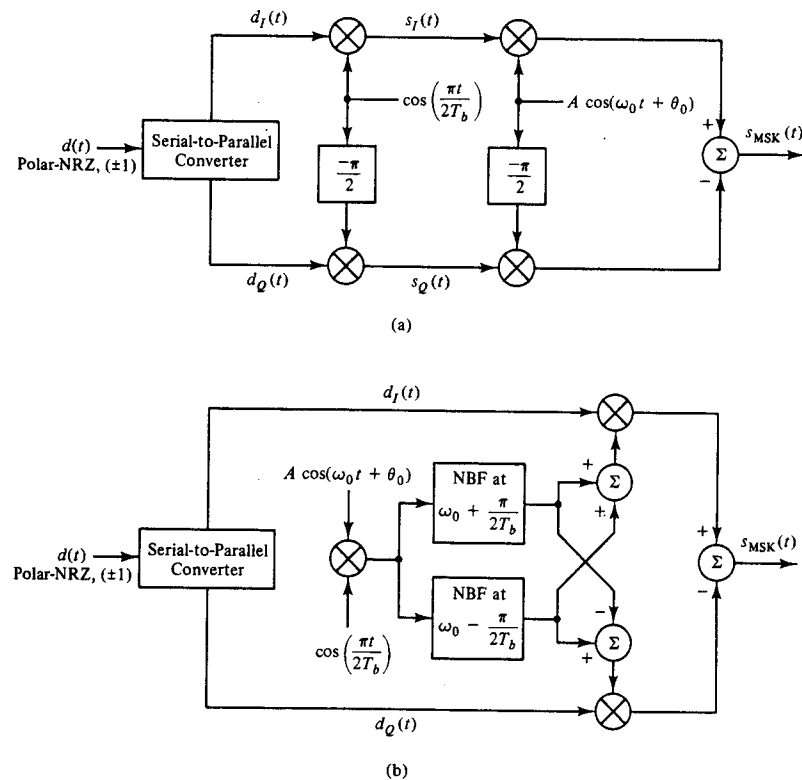 d_I(t)
s_I(t)
cos(πt/2T_b)
A cos(ω_0 t + θ_0)
d(t)
Polar-NRZ, (±1)
Serial-to-Parallel
Converter
-π/2
-π/2
+
Σ
-
s_MSK(t)
d_Q(t)
s_Q(t)
(a)
d_I(t)
A cos(ω_0 t + θ_0)
NBF at
ω_0 + π/2T_b
+
Σ
+
d(t)
Polar-NRZ, (±1)
Serial-to-Parallel
Converter
+
Σ
-
s_MSK(t)
NBF at
ω_0 - π/2T_b
-
Σ
+
cos(πt/2T_b)
d_Q(t)
(b)